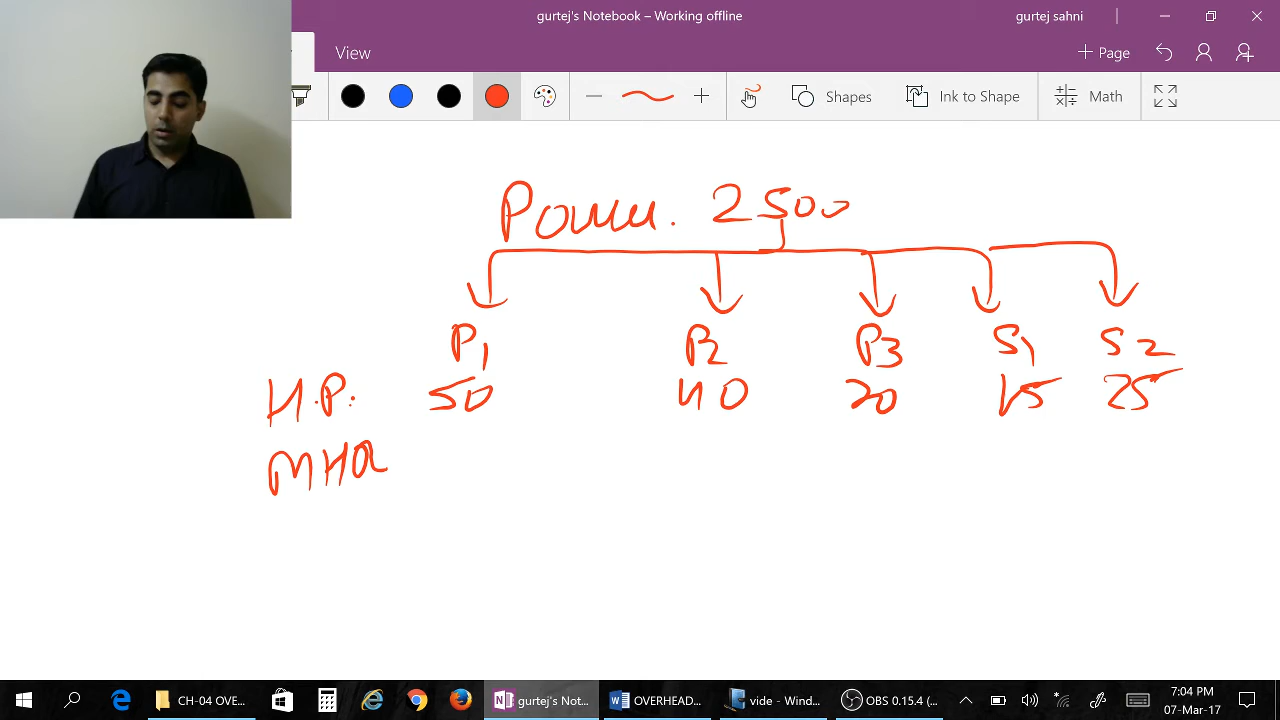 gurtej's Notebook – Working offline
gurtej sahni
View
Page
Shapes
Ink to Shape
Math
Power. 2500
P1 P2 P3 S1 S2
H.P. 50 40 20 15 25
MHR
CH-04 OVE...
gurtej's Not...
OVERHEAD...
vide - Wind...
OBS 0.15.4 (...
7:04 PM
07-Mar-17